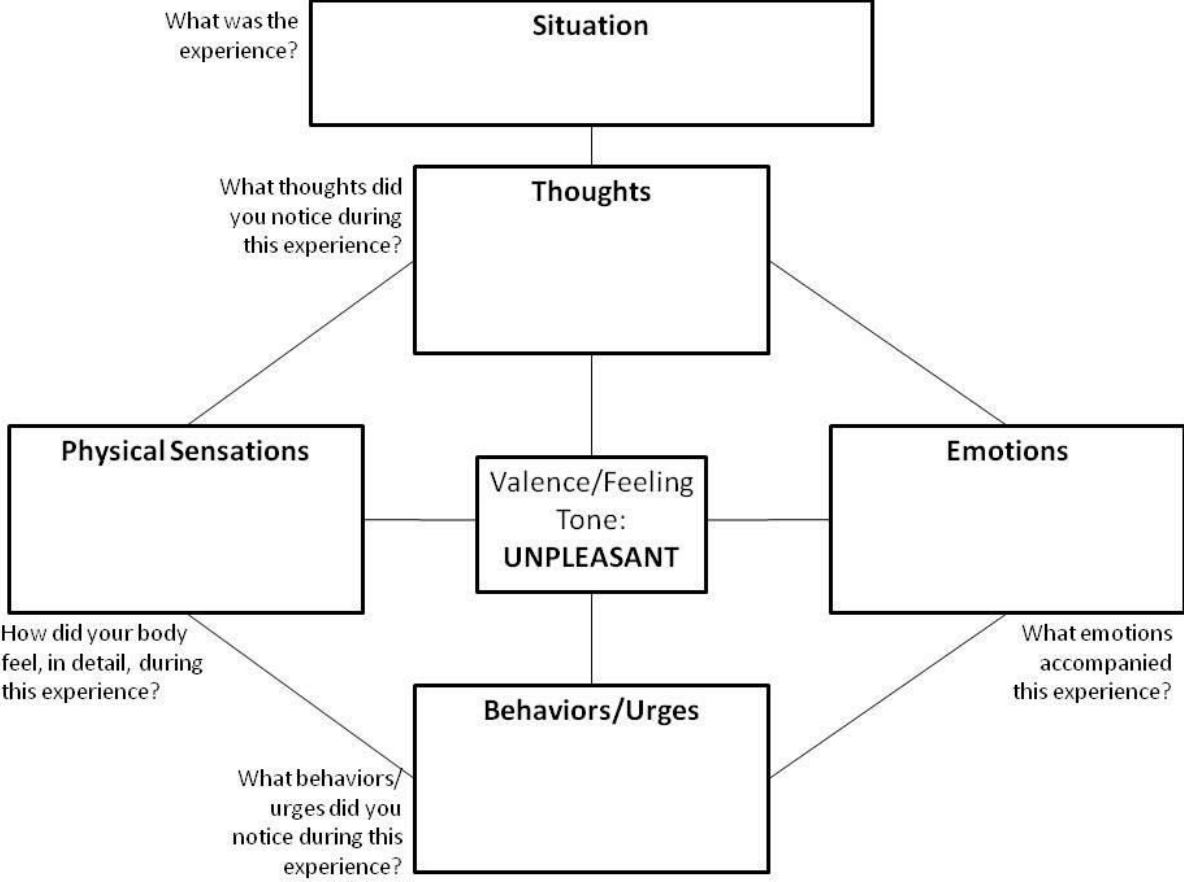 What was the
experience?
Situation
What thoughts did
you notice during
this experience?
Thoughts
Physical Sensations
Valence/Feeling
Tone:
UNPLEASANT
Emotions
How did your body
feel, in detail, during
this experience?
What emotions
accompanied
this experience?
Behaviors/Urges
What behaviors/
urges did you
notice during this
experience?